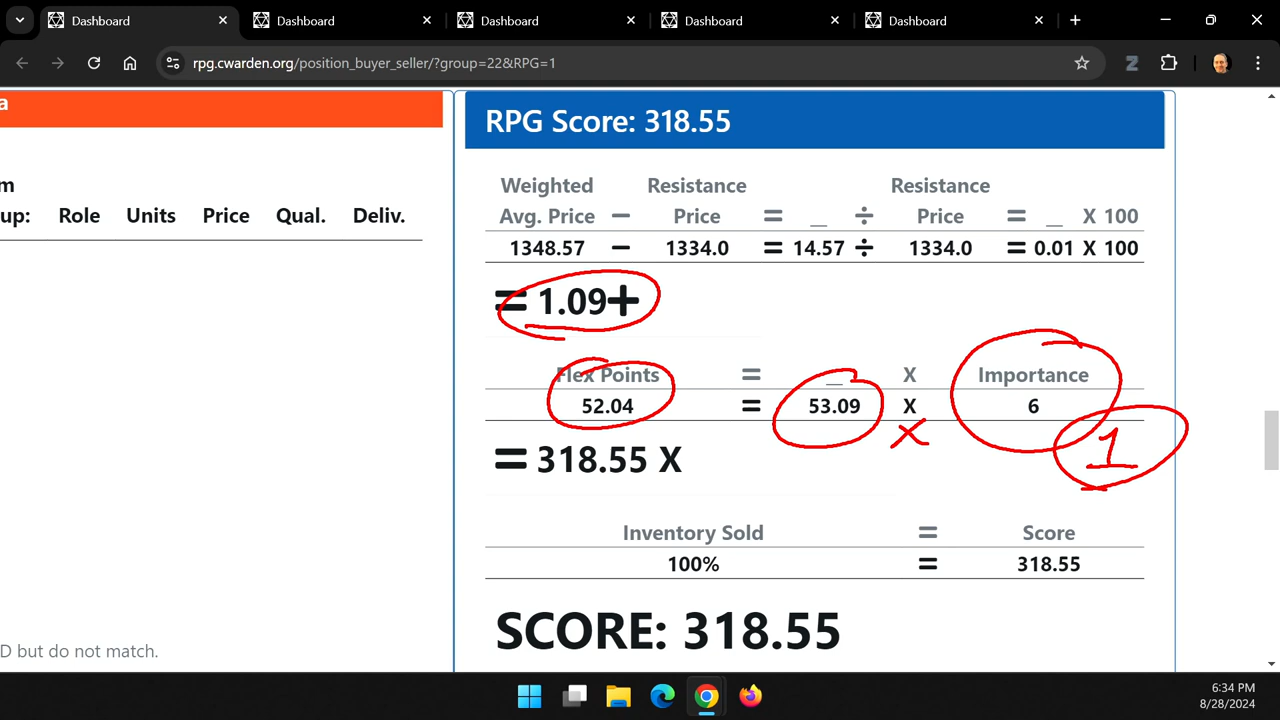 Dashboard Dashboard Dashboard Dashboard Dashboard
rpg.cwarden.org/position_buyer_seller/?group=22&RPG=1
a
m
up: Role Units Price Qual. Deliv.
D but do not match.
RPG Score: 318.55
Weighted Resistance Resistance
Avg. Price − Price = _ ÷ Price = _ X 100
1348.57 − 1334.0 = 14.57 ÷ 1334.0 = 0.01 X 100
= 1.09+
Flex Points = _ X Importance
52.04 = 53.09 X 6
X 1
= 318.55 X
Inventory Sold = Score
100% = 318.55
SCORE: 318.55
6:34 PM
8/28/2024